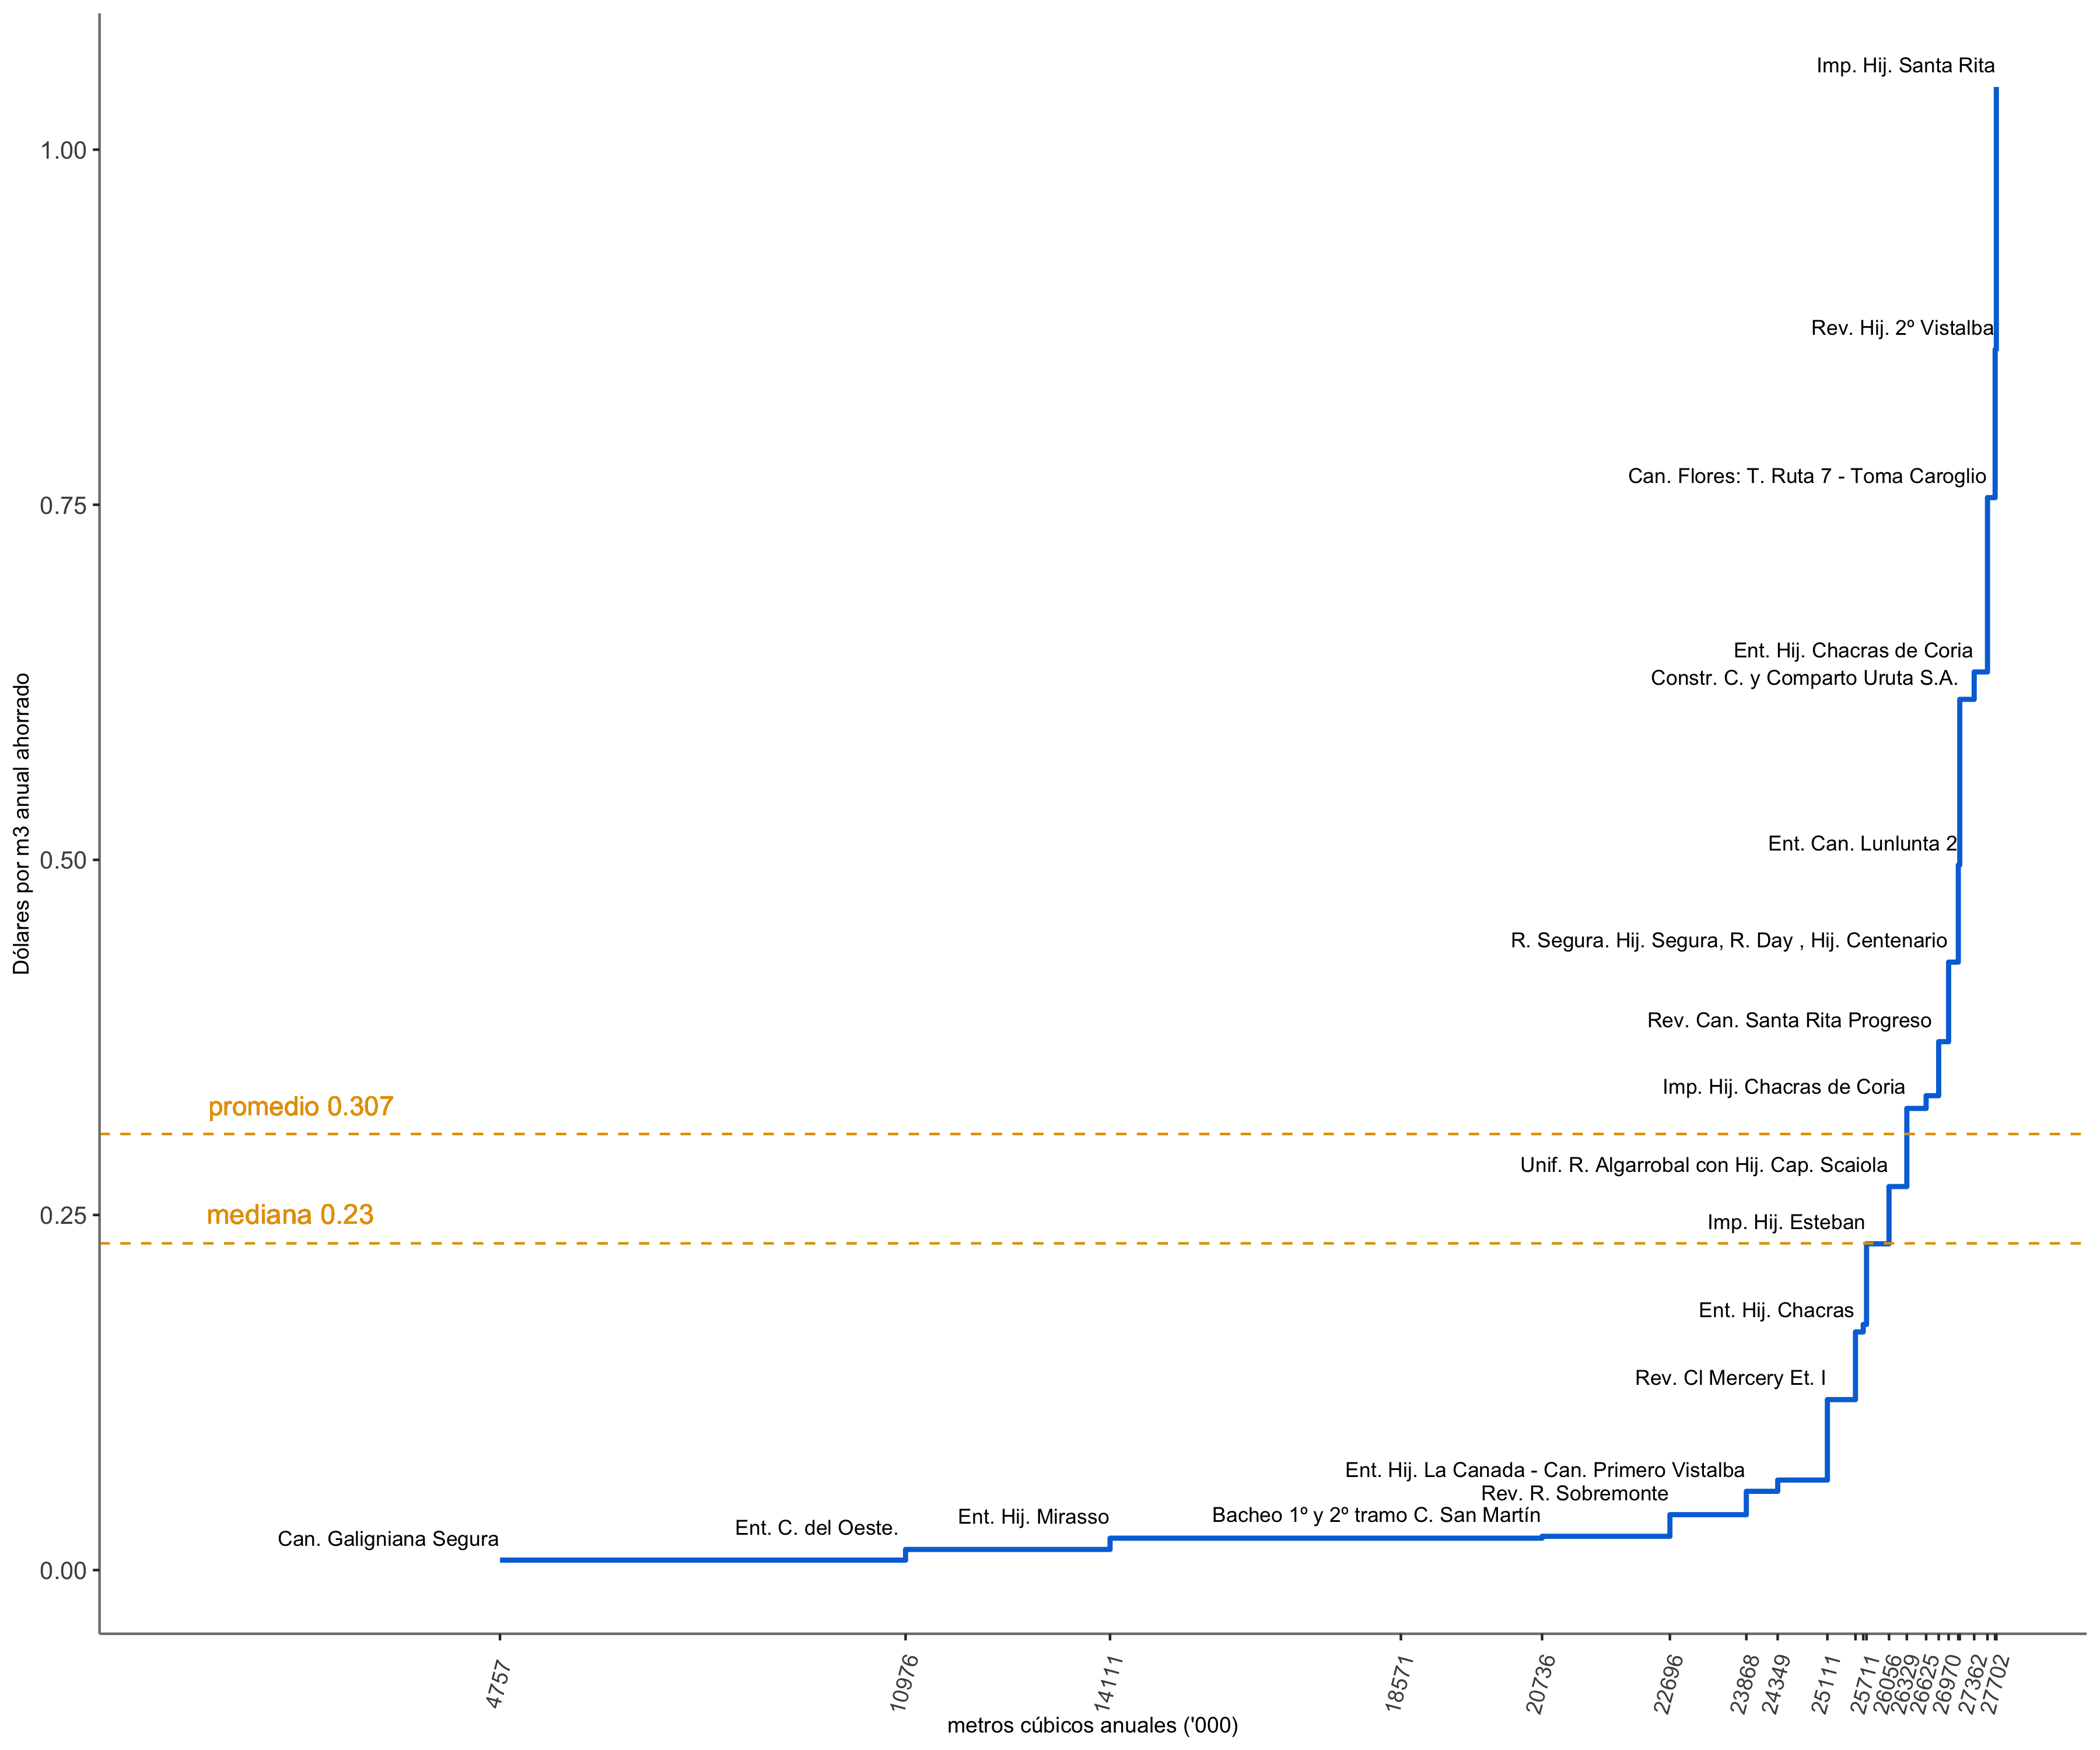 Imp. Hij. Santa Rita
1.00
Rev. Hij. 2º Vistalba
Can. Flores: T. Ruta 7 - Toma Caroglio
0.75
Ent. Hij. Chacras de Coria
Constr. C. y Comparto Uruta S.A.
Dólares por m3 anual ahorrado
Ent. Can. Lunlunta 2
0.50
R. Segura. Hij. Segura, R. Day , Hij. Centenario
Rev. Can. Santa Rita Progreso
Imp. Hij. Chacras de Coria
promedio 0.307
Unif. R. Algarrobal con Hij. Cap. Scaiola
mediana 0.23
0.25
Imp. Hij. Esteban
Ent. Hij. Chacras
Rev. Cl Mercery Et. I
Ent. Hij. La Canada - Can. Primero Vistalba
Rev. R. Sobremonte
Bacheo 1º y 2º tramo C. San Martín
Ent. Hij. Mirasso
Ent. C. del Oeste.
Can. Galigniana Segura
0.00
4757
10976
14111
18571
20736
22696
23868
24349
25111
25711
26056
26329
26625
26970
27362
27702
metros cúbicos anuales ('000)